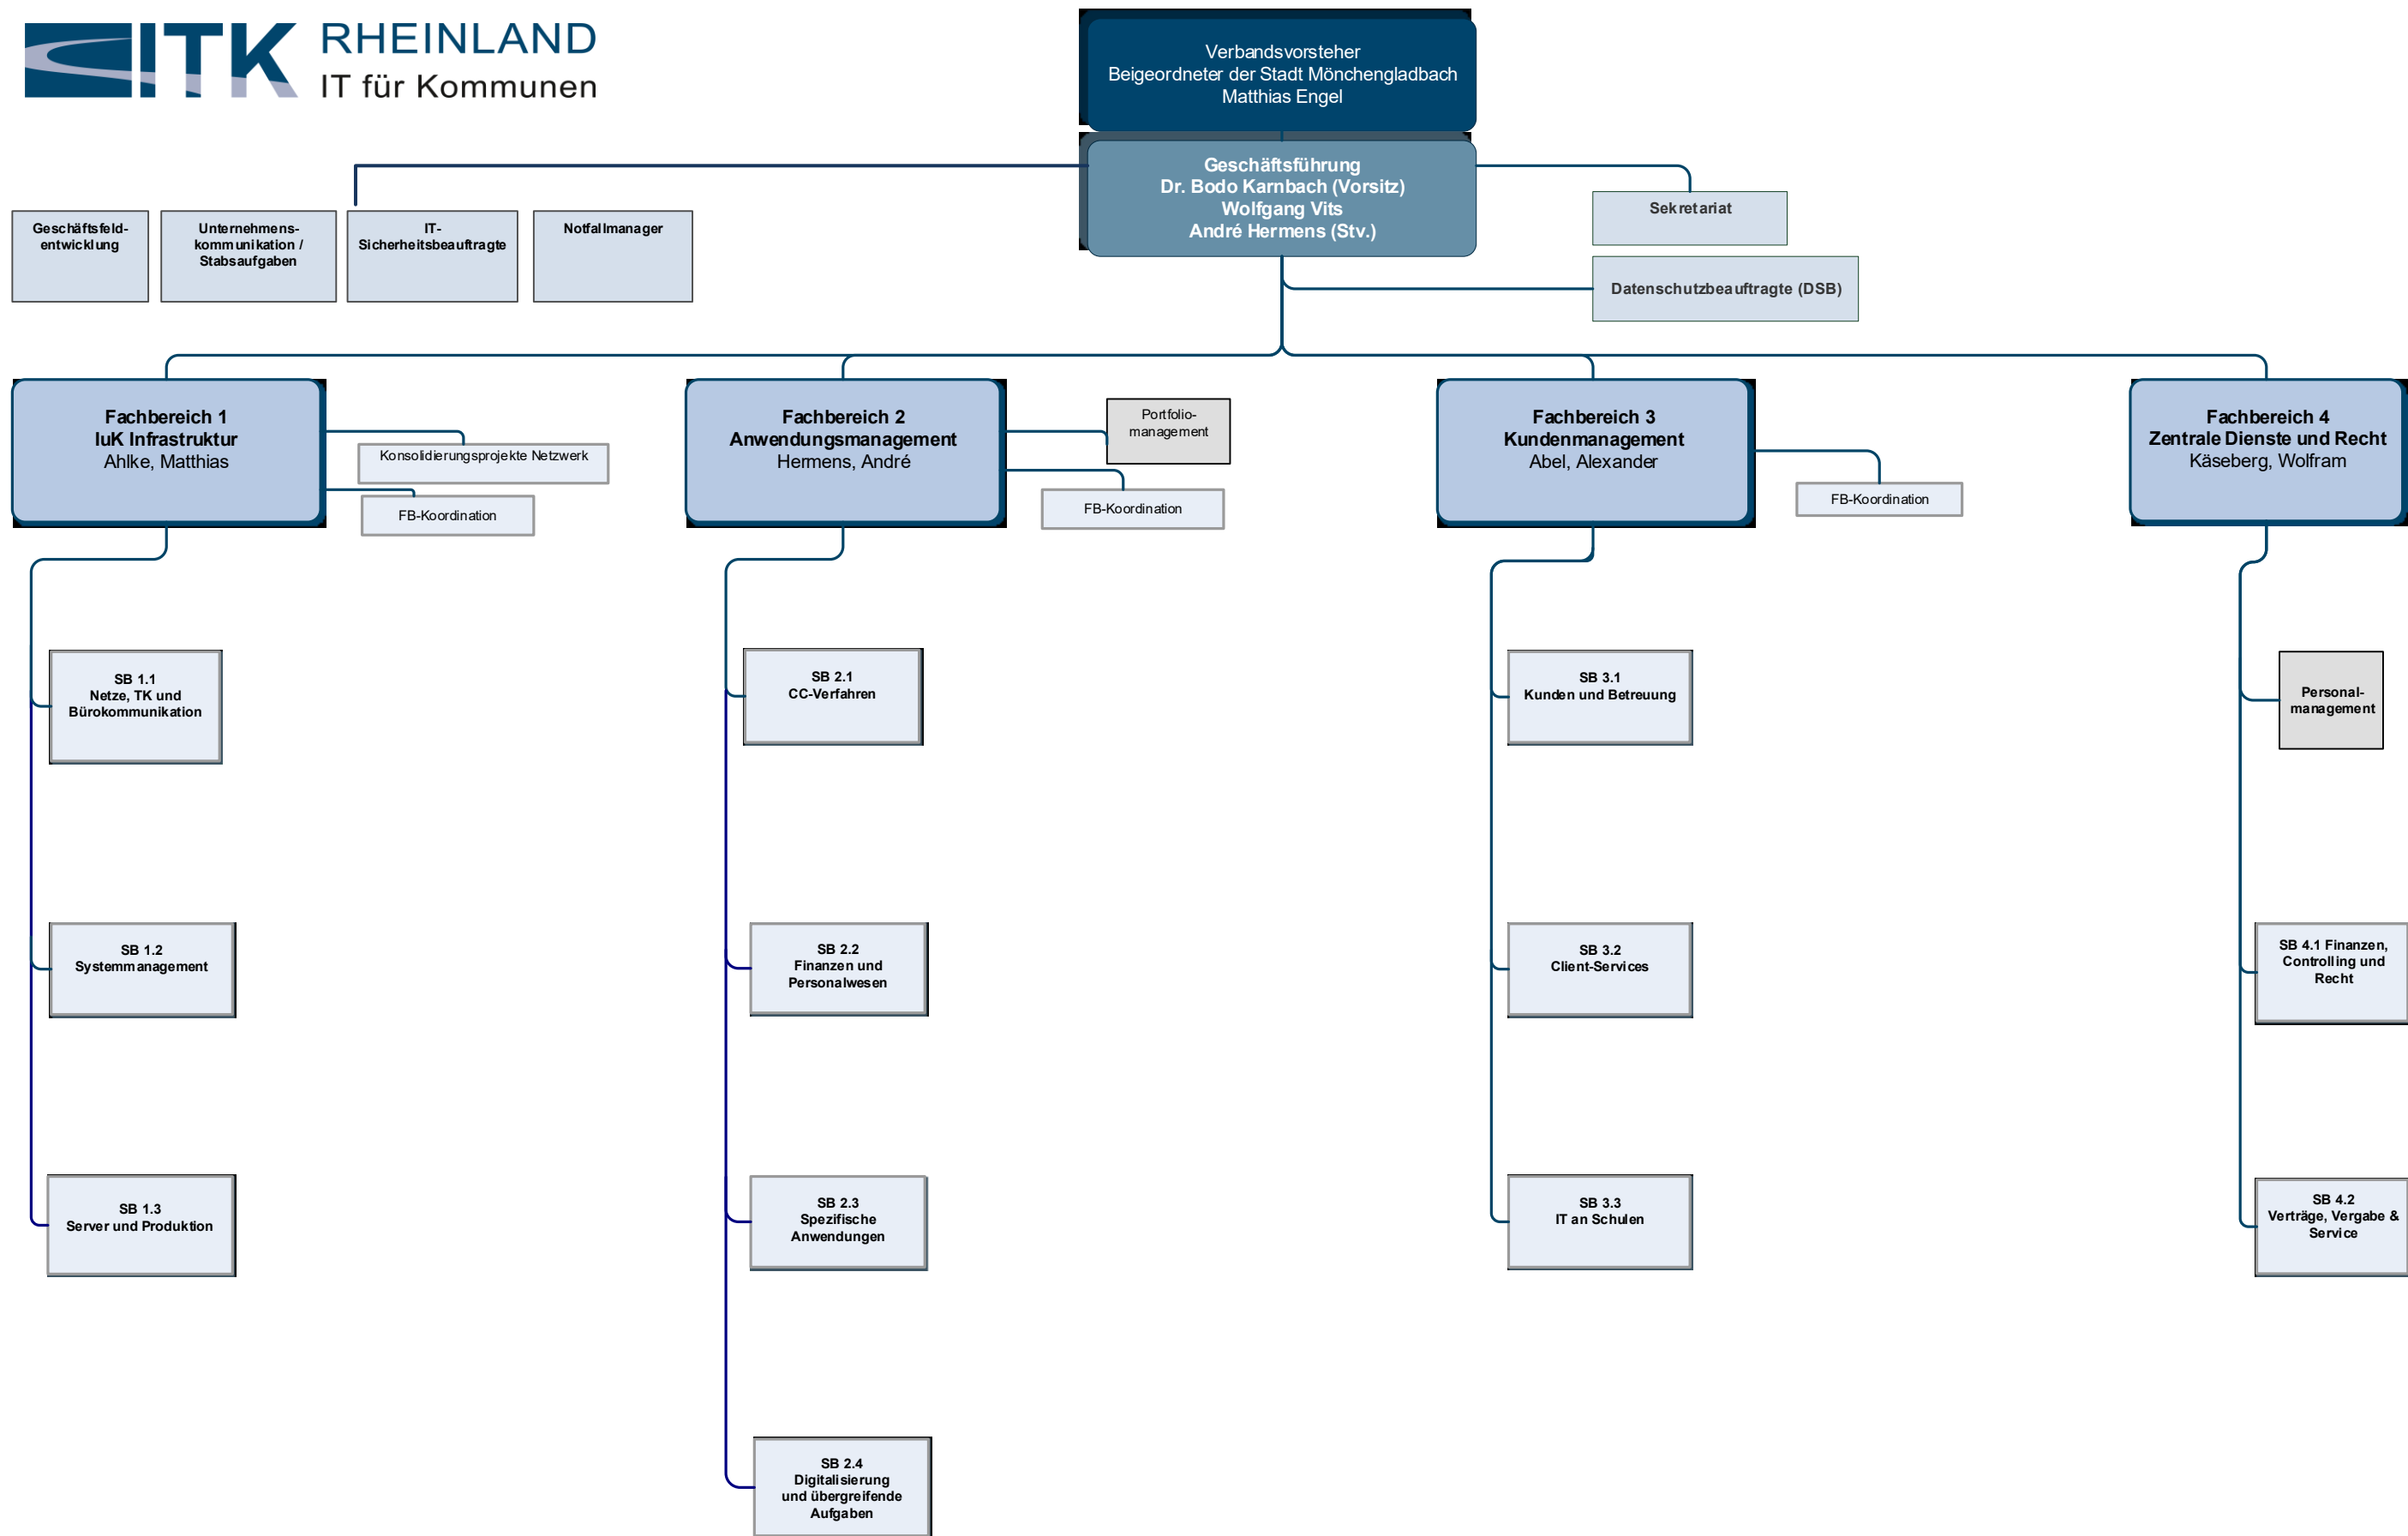 ITK RHEINLAND
IT für Kommunen
Verbandsvorsteher
Beigeordneter der Stadt Mönchengladbach
Matthias Engel
Geschäftsführung
Dr. Bodo Karnbach (Vorsitz)
Wolfgang Vits
André Hermens (Stv.)
Geschäftsfeld-
entwicklung
Unternehmens-
kommunikation /
Stabsaufgaben
IT-
Sicherheitsbeauftragte
Notfallmanager
Sekretariat
Datenschutzbeauftragte (DSB)
Fachbereich 1
IuK Infrastruktur
Ahlke, Matthias
Konsolidierungsprojekte Netzwerk
FB-Koordination
Fachbereich 2
Anwendungsmanagement
Hermens, André
Portfolio-
management
FB-Koordination
Fachbereich 3
Kundenmanagement
Abel, Alexander
FB-Koordination
Fachbereich 4
Zentrale Dienste und Recht
Käseberg, Wolfram
SB 1.1
Netze, TK und
Bürokommunikation
SB 2.1
CC-Verfahren
SB 3.1
Kunden und Betreuung
Personal-
management
SB 1.2
Systemmanagement
SB 2.2
Finanzen und
Personalwesen
SB 3.2
Client-Services
SB 4.1 Finanzen,
Controlling und
Recht
SB 1.3
Server und Produktion
SB 2.3
Spezifische
Anwendungen
SB 3.3
IT an Schulen
SB 4.2
Verträge, Vergabe &
Service
SB 2.4
Digitalisierung
und übergreifende
Aufgaben